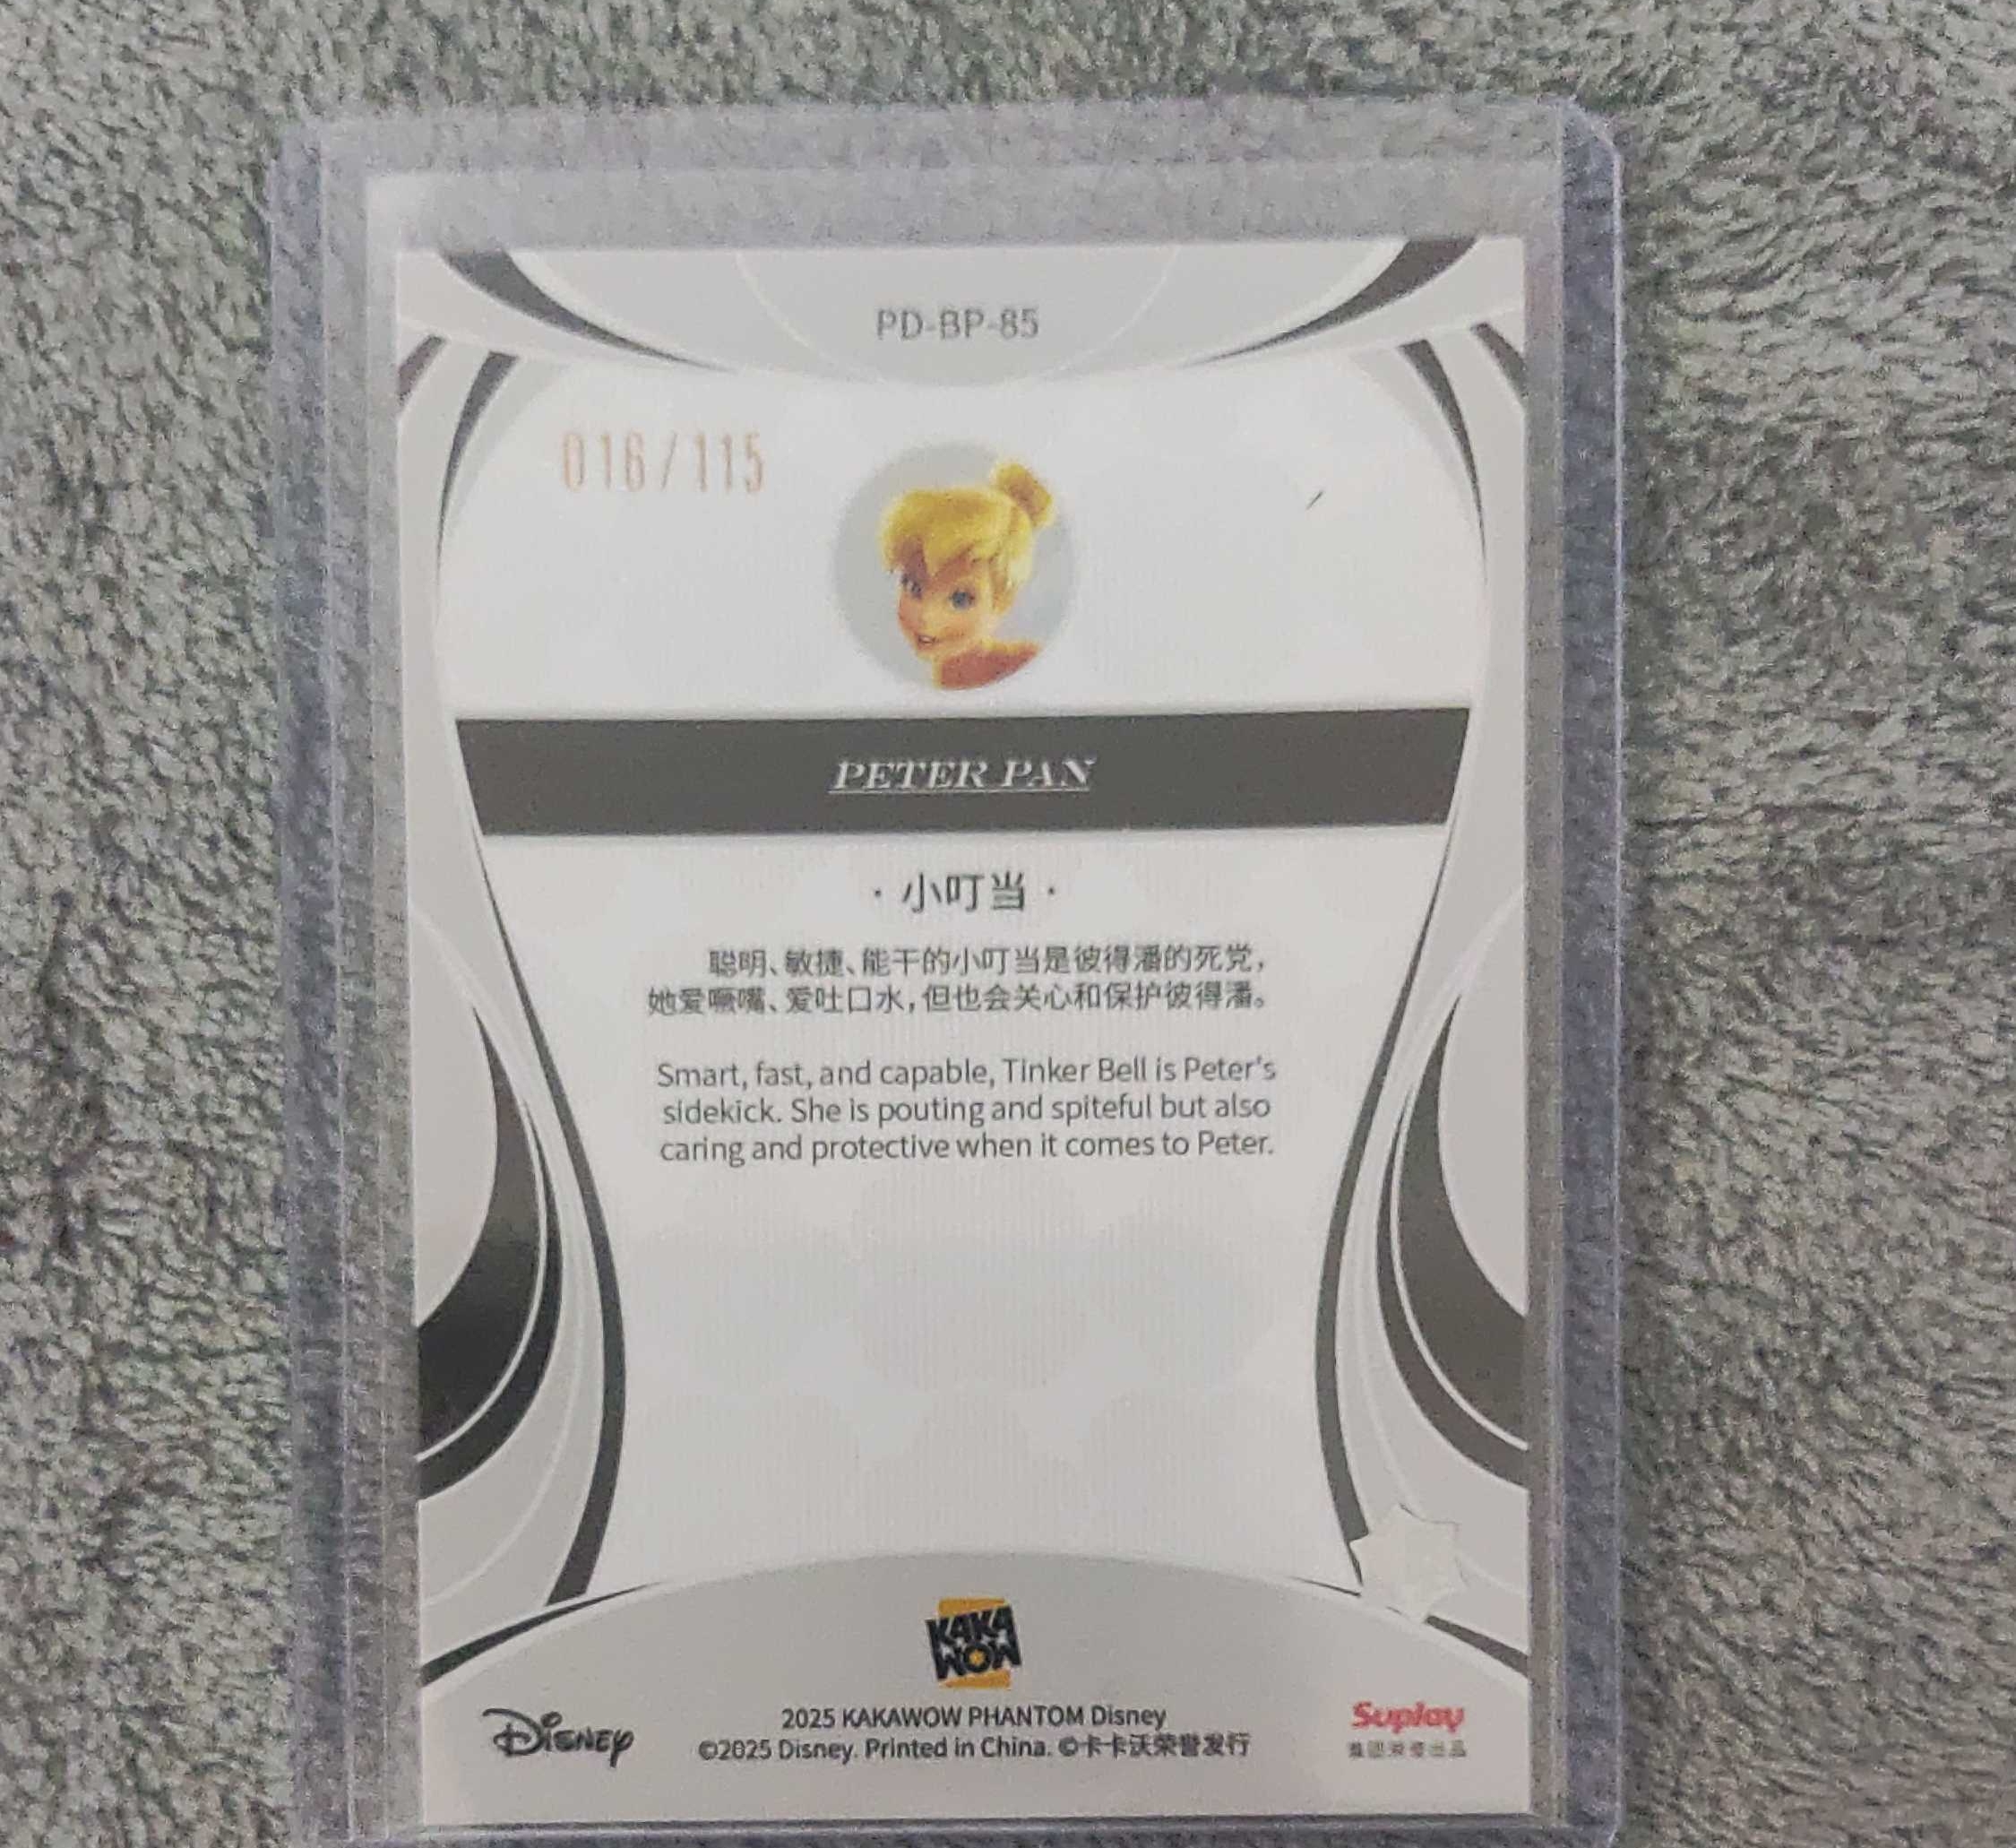 PD-BP-85
016/115
PETER PAN
· 小叮当 ·
聪明、敏捷、能干的小叮当是彼得潘的死党，
她爱噘嘴、爱吐口水，但也会关心和保护彼得潘。
Smart, fast, and capable, Tinker Bell is Peter's
sidekick. She is pouting and spiteful but also
caring and protective when it comes to Peter.
KAKA
WOW
Disney
2025 KAKAWOW PHANTOM Disney
©2025 Disney. Printed in China. ©卡卡沃荣誉发行
Suplay